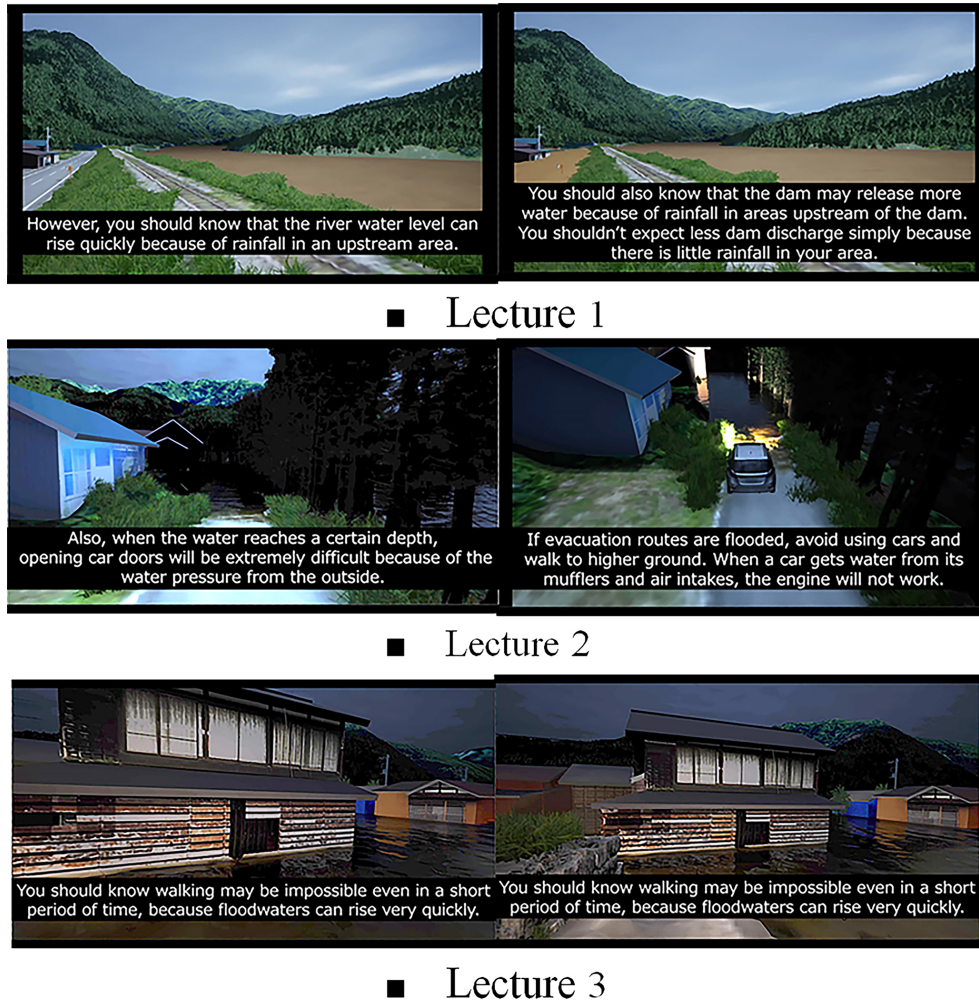 However, you should know that the river water level can
rise quickly because of rainfall in an upstream area.
You should also know that the dam may release more
water because of rainfall in areas upstream of the dam.
You shouldn't expect less dam discharge simply because
there is little rainfall in your area.
■ Lecture 1
Also, when the water reaches a certain depth,
opening car doors will be extremely difficult because of the
water pressure from the outside.
If evacuation routes are flooded, avoid using cars and
walk to higher ground. When a car gets water from its
mufflers and air intakes, the engine will not work.
■ Lecture 2
You should know walking may be impossible even in a short
period of time, because floodwaters can rise very quickly.
You should know walking may be impossible even in a short
period of time, because floodwaters can rise very quickly.
■ Lecture 3